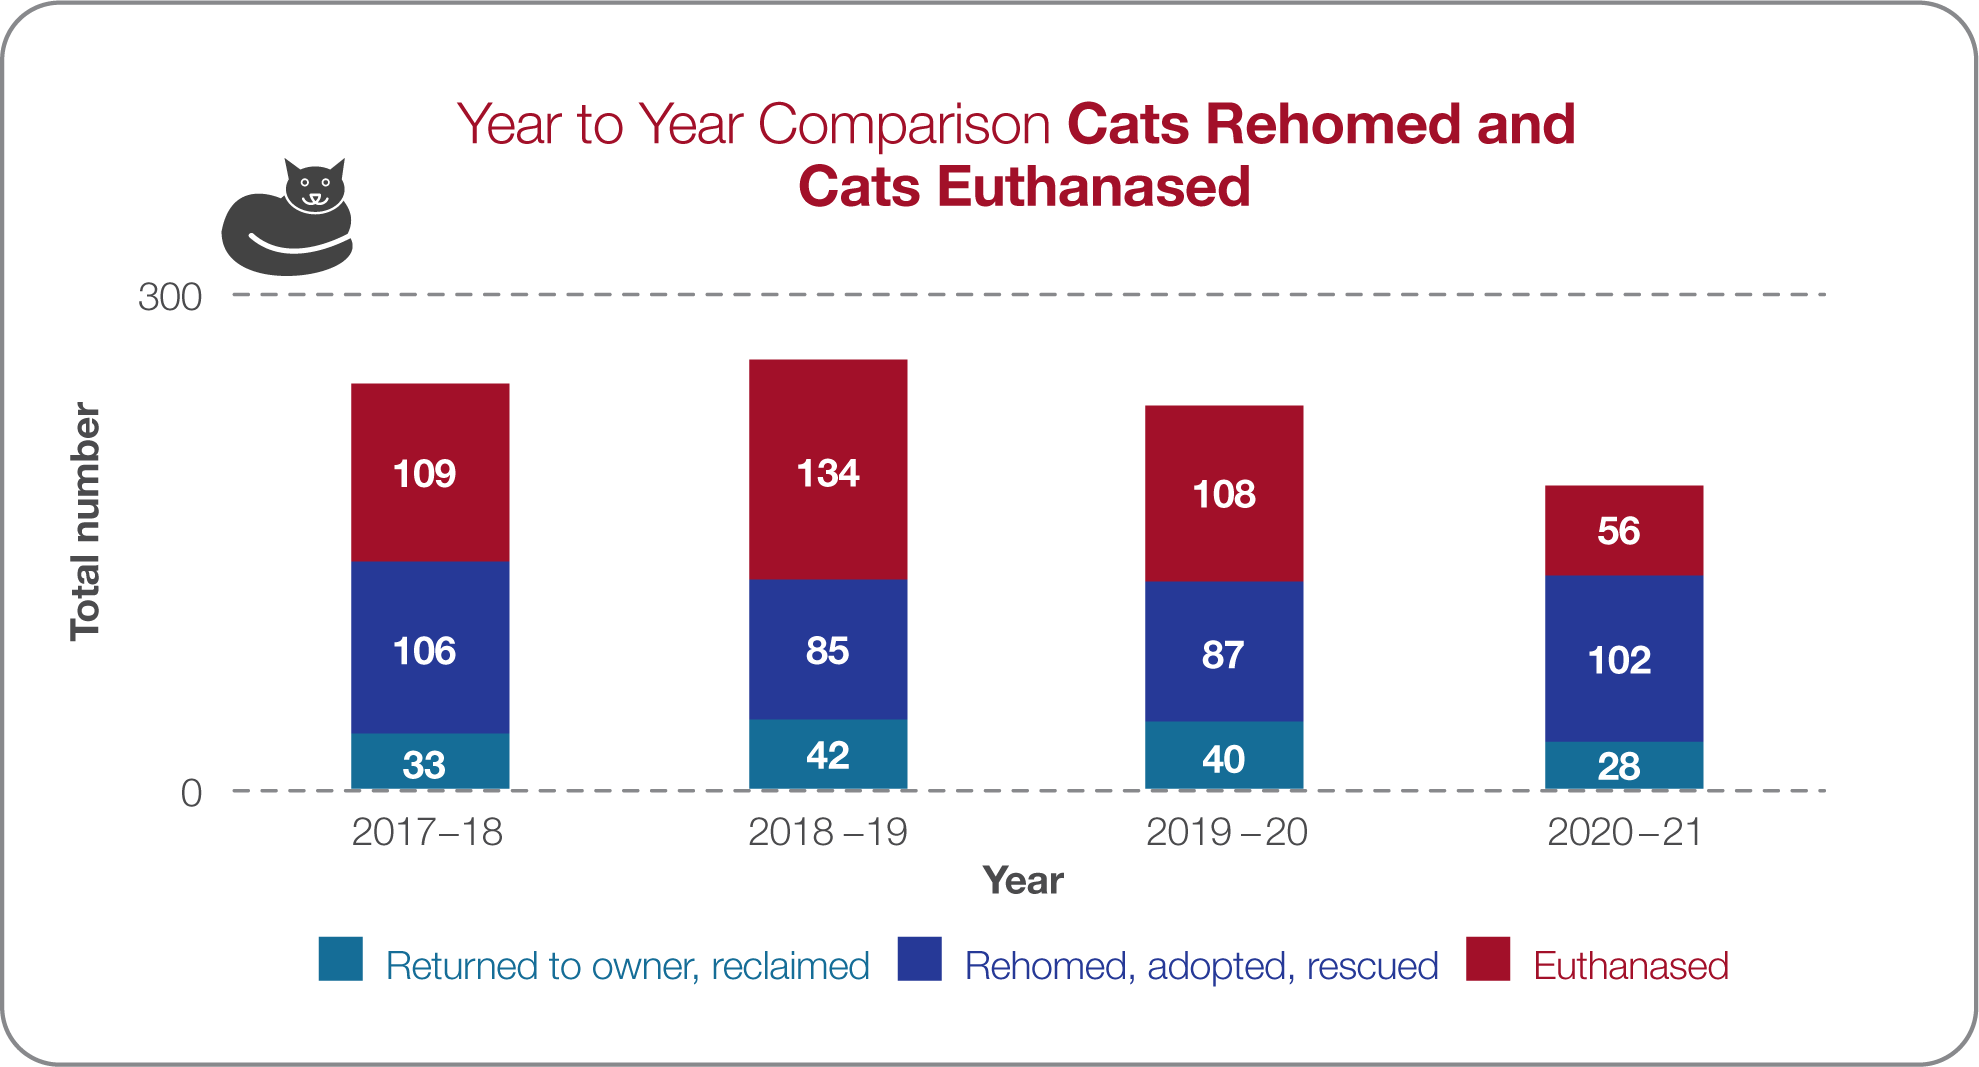 Year to Year Comparison Cats Rehomed and
Cats Euthanased
300
Total number
109
134
108
56
106
85
87
102
33
42
40
28
0
2017–18
2018–19
2019–20
2020–21
Year
Returned to owner, reclaimed
Rehomed, adopted, rescued
Euthanased